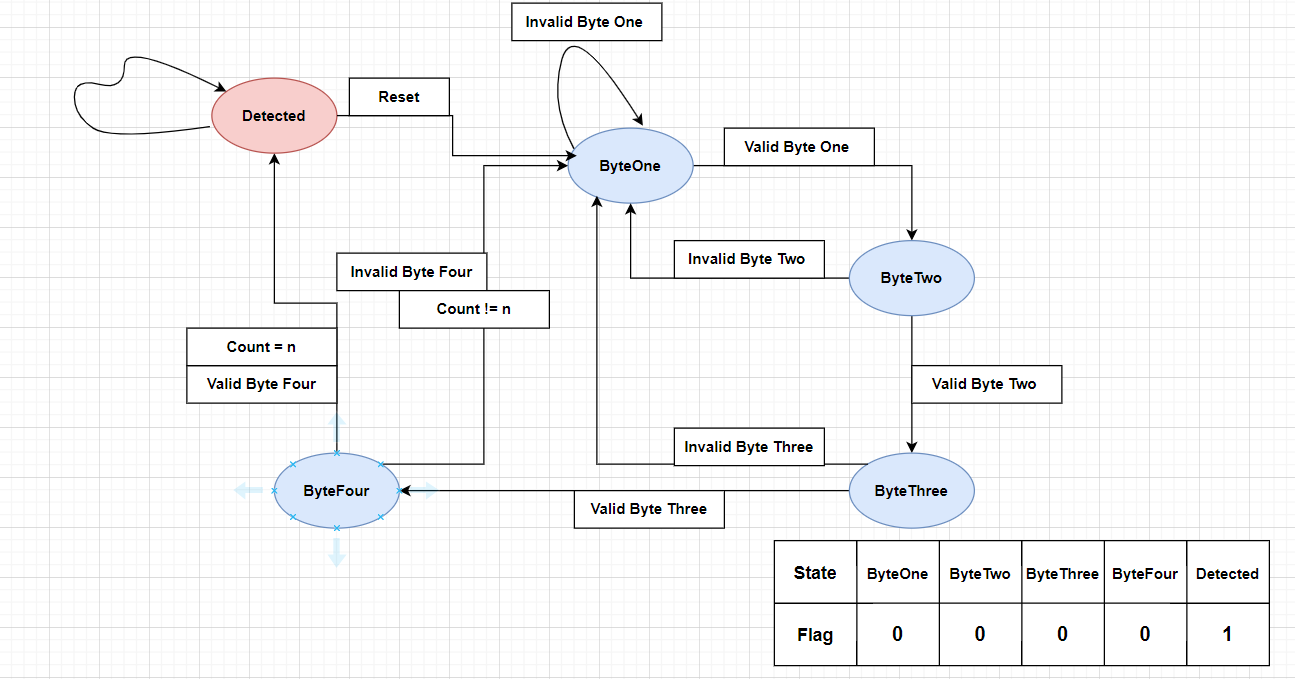 Invalid Byte One
Reset
Detected
Valid Byte One
ByteOne
Invalid Byte Two
ByteTwo
Invalid Byte Four
Count != n
Count = n
Valid Byte Four
Valid Byte Two
Invalid Byte Three
ByteFour
ByteThree
Valid Byte Three
State ByteOne ByteTwo ByteThree ByteFour Detected
Flag 0 0 0 0 1